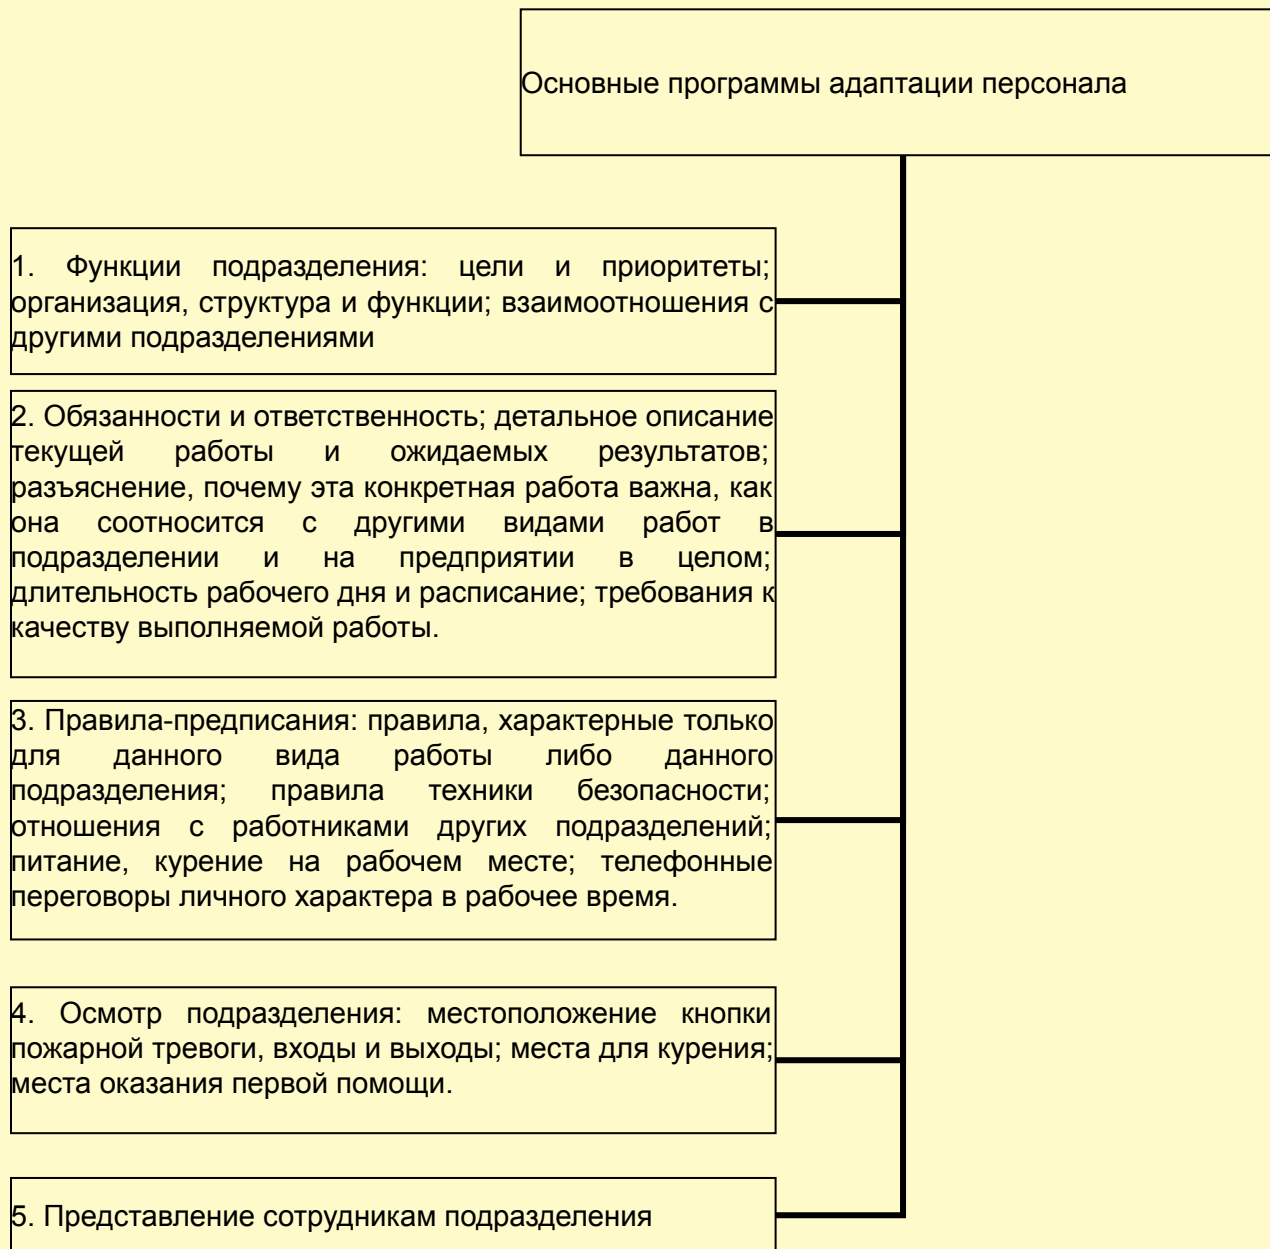 Основные программы адаптации персонала
1. Функции подразделения: цели и приоритеты;
организация, структура и функции; взаимоотношения с
другими подразделениями
2. Обязанности и ответственность; детальное описание
текущей работы и ожидаемых результатов;
разъяснение, почему эта конкретная работа важна, как
она соотносится с другими видами работ в
подразделении и на предприятии в целом;
длительность рабочего дня и расписание; требования к
качеству выполняемой работы.
3. Правила-предписания: правила, характерные только
для данного вида работы либо данного
подразделения; правила техники безопасности;
отношения с работниками других подразделений;
питание, курение на рабочем месте; телефонные
переговоры личного характера в рабочее время.
4. Осмотр подразделения: местоположение кнопки
пожарной тревоги, входы и выходы; места для курения;
места оказания первой помощи.
5. Представление сотрудникам подразделения